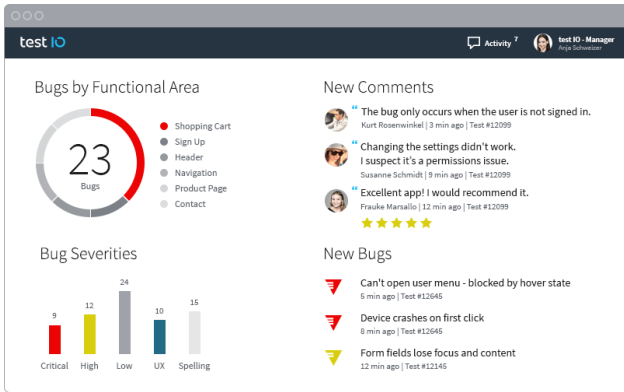 test IO
Activity 7
test IO - Manager
Anja Schweizer
Bugs by Functional Area
23
Bugs
Shopping Cart
Sign Up
Header
Navigation
Product Page
Contact
New Comments
“ The bug only occurs when the user is not signed in.
Kurt Rosenwinkel | 3 min ago | Test #12099
“ Changing the settings didn't work.
I suspect it's a permissions issue.
Susanne Schmidt | 9 min ago | Test #12099
“ Excellent app! I would recommend it.
Frauke Marsallo | 12 min ago | Test #12099
Bug Severities
9
12
24
10
15
Critical
High
Low
UX
Spelling
New Bugs
Can't open user menu - blocked by hover state
5 min ago | Test #12645
Device crashes on first click
8 min ago | Test #12645
Form fields lose focus and content
12 min ago | Test #12145